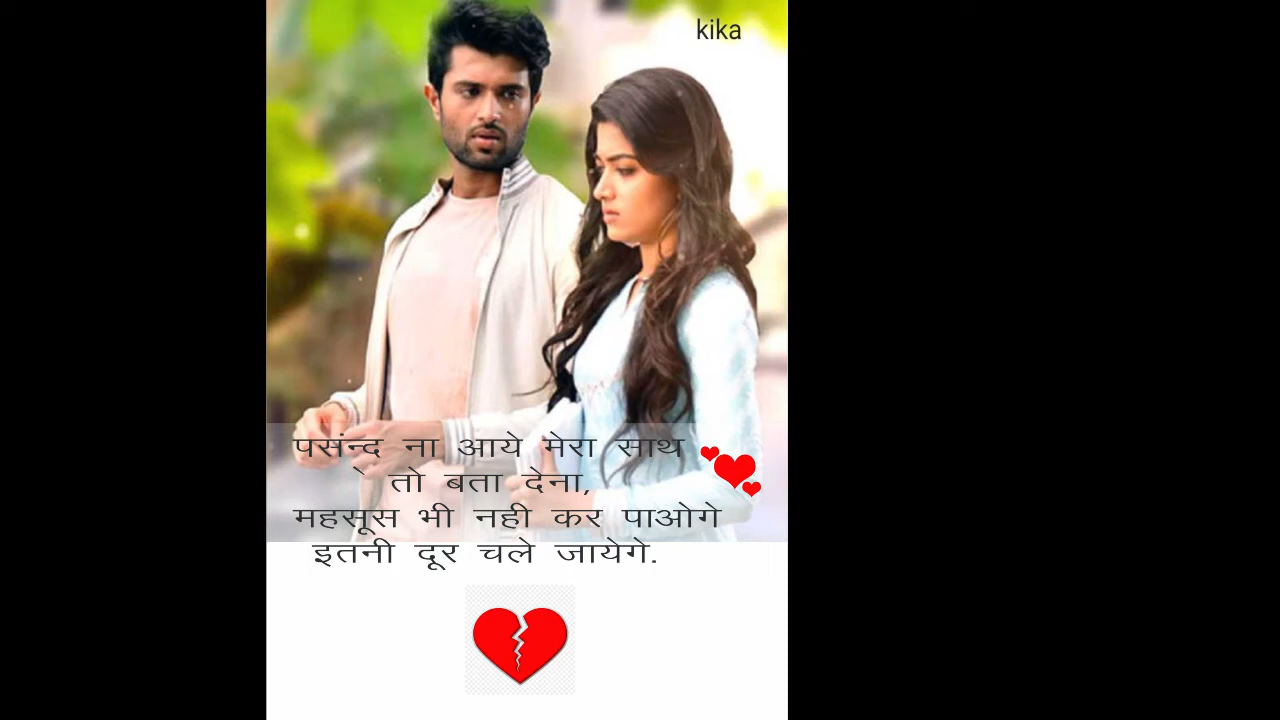 kika
पसंन्द ना आये मेरा साथ
े तो बता देना,
महसूस भी नही कर पाओगे
इतनी दूर चले जायेगे.